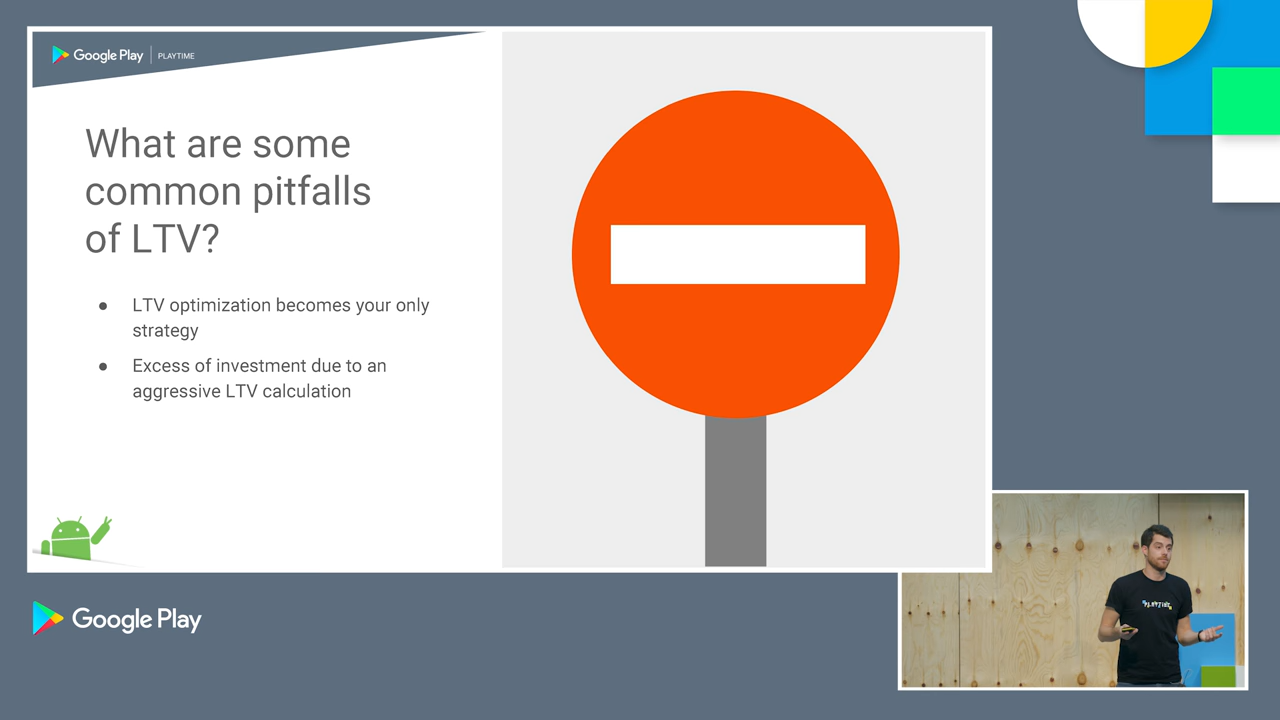 Google Play | PLAYTIME
What are some
common pitfalls
of LTV?
● LTV optimization becomes your only
strategy
● Excess of investment due to an
aggressive LTV calculation
Google Play
PLAYTIME